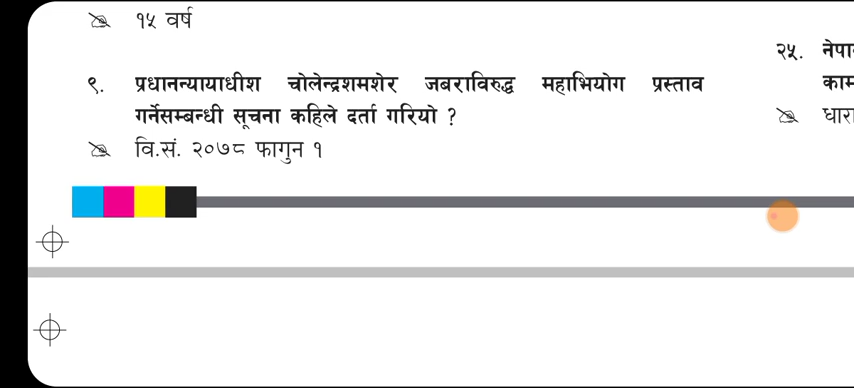 १५ वर्ष
९. प्रधानन्यायाधीश चोलेन्द्रशमशेर जबराविरुद्ध महाभियोग प्रस्ताव
गर्नेसम्बन्धी सूचना कहिले दर्ता गरियो ?
वि.सं. २०७८ फागुन १
२५.